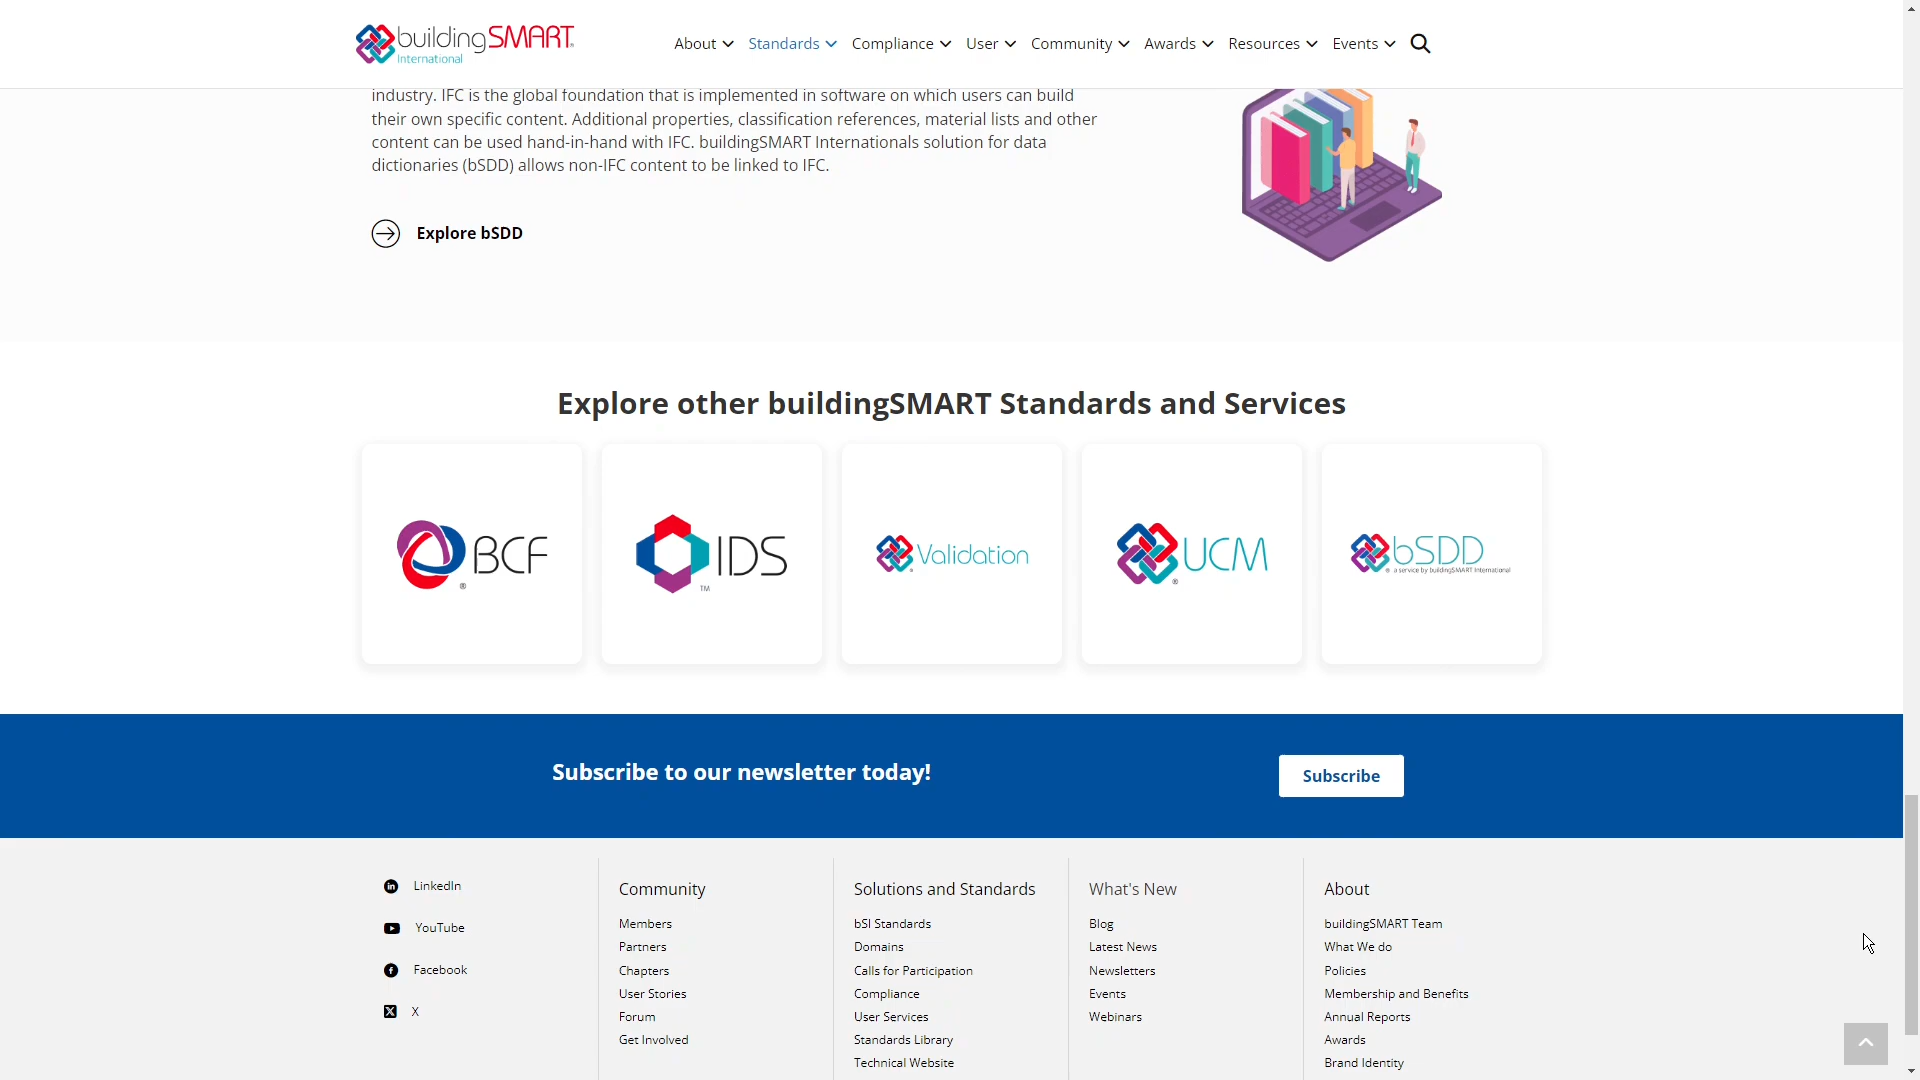 buildingSMART
International
About
Standards
Compliance
User
Community
Awards
Resources
Events
industry. IFC is the global foundation that is implemented in software on which users can build
their own specific content. Additional properties, classification references, material lists and other
content can be used hand-in-hand with IFC. buildingSMART Internationals solution for data
dictionaries (bSDD) allows non-IFC content to be linked to IFC.
Explore bSDD
Explore other buildingSMART Standards and Services
BCF
®
IDS
™
Validation
UCM
®
bSDD
® a service by buildingSMART International
Subscribe to our newsletter today!
Subscribe
LinkedIn
YouTube
Facebook
X
Community
Members
Partners
Chapters
User Stories
Forum
Get Involved
Solutions and Standards
bSI Standards
Domains
Calls for Participation
Compliance
User Services
Standards Library
Technical Website
What's New
Blog
Latest News
Newsletters
Events
Webinars
About
buildingSMART Team
What We do
Policies
Membership and Benefits
Annual Reports
Awards
Brand Identity